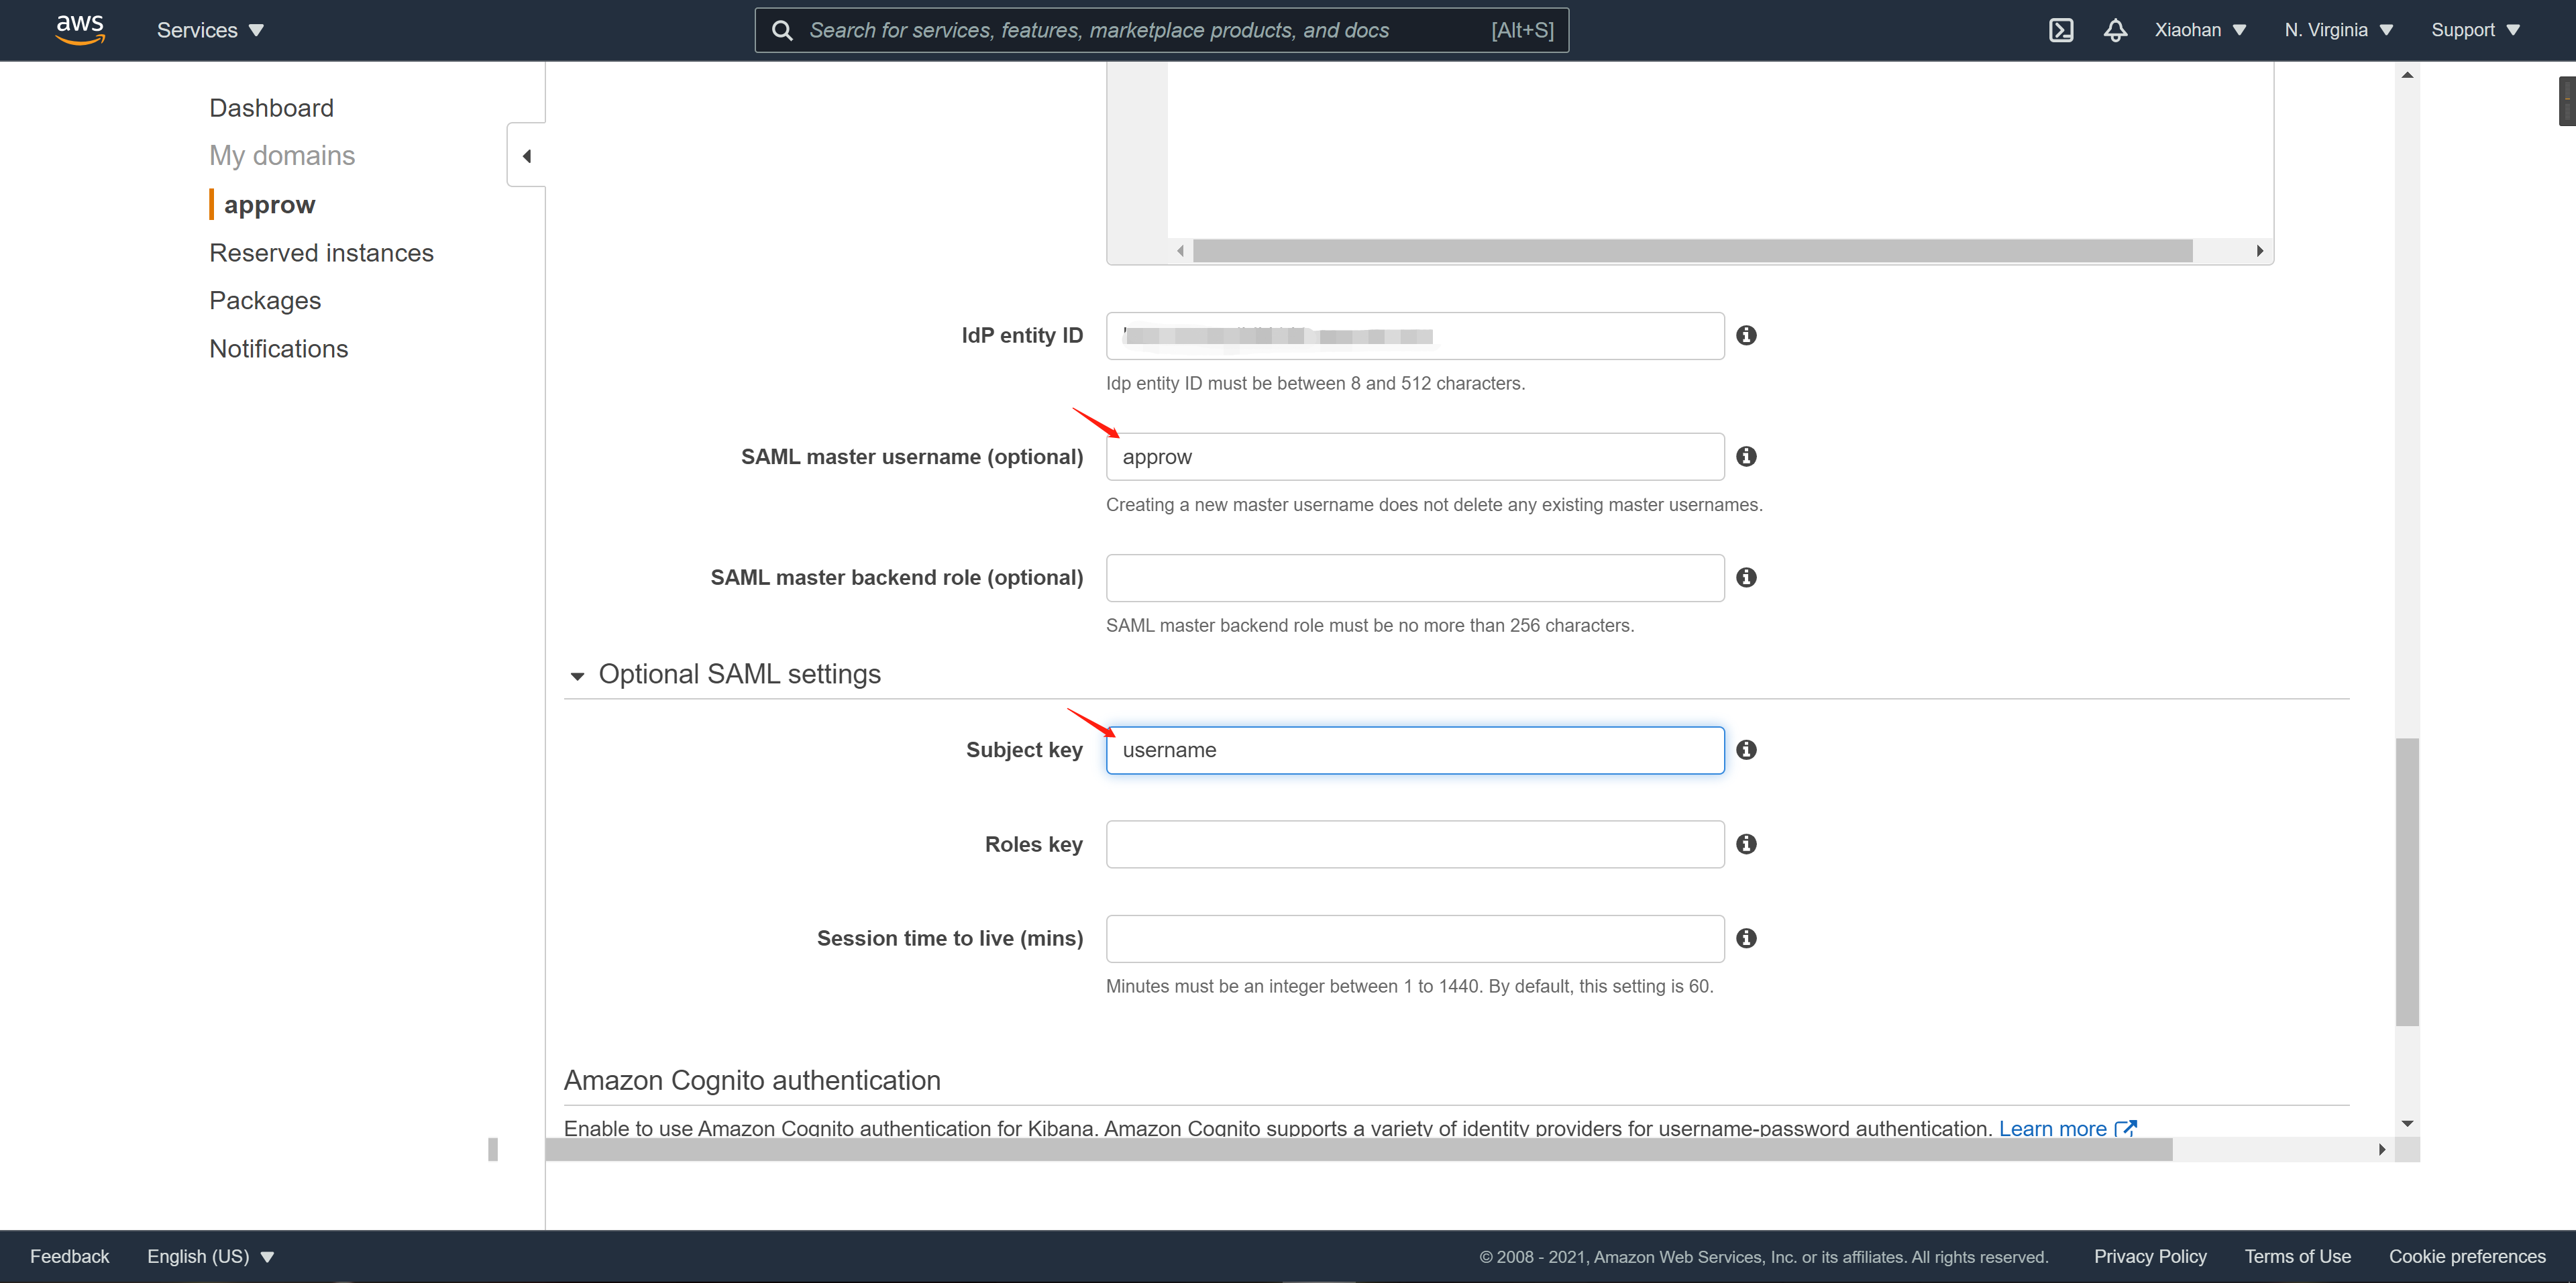 aws Services Search for services, features, marketplace products, and docs [Alt+S] Xiaohan N. Virginia Support
Dashboard
My domains
approw
Reserved instances
Packages
Notifications
IdP entity ID
Idp entity ID must be between 8 and 512 characters.
SAML master username (optional) approw
Creating a new master username does not delete any existing master usernames.
SAML master backend role (optional)
SAML master backend role must be no more than 256 characters.
Optional SAML settings
Subject key username
Roles key
Session time to live (mins)
Minutes must be an integer between 1 to 1440. By default, this setting is 60.
Amazon Cognito authentication
Enable to use Amazon Cognito authentication for Kibana. Amazon Cognito supports a variety of identity providers for username-password authentication. Learn more
Feedback English (US) © 2008 - 2021, Amazon Web Services, Inc. or its affiliates. All rights reserved. Privacy Policy Terms of Use Cookie preferences